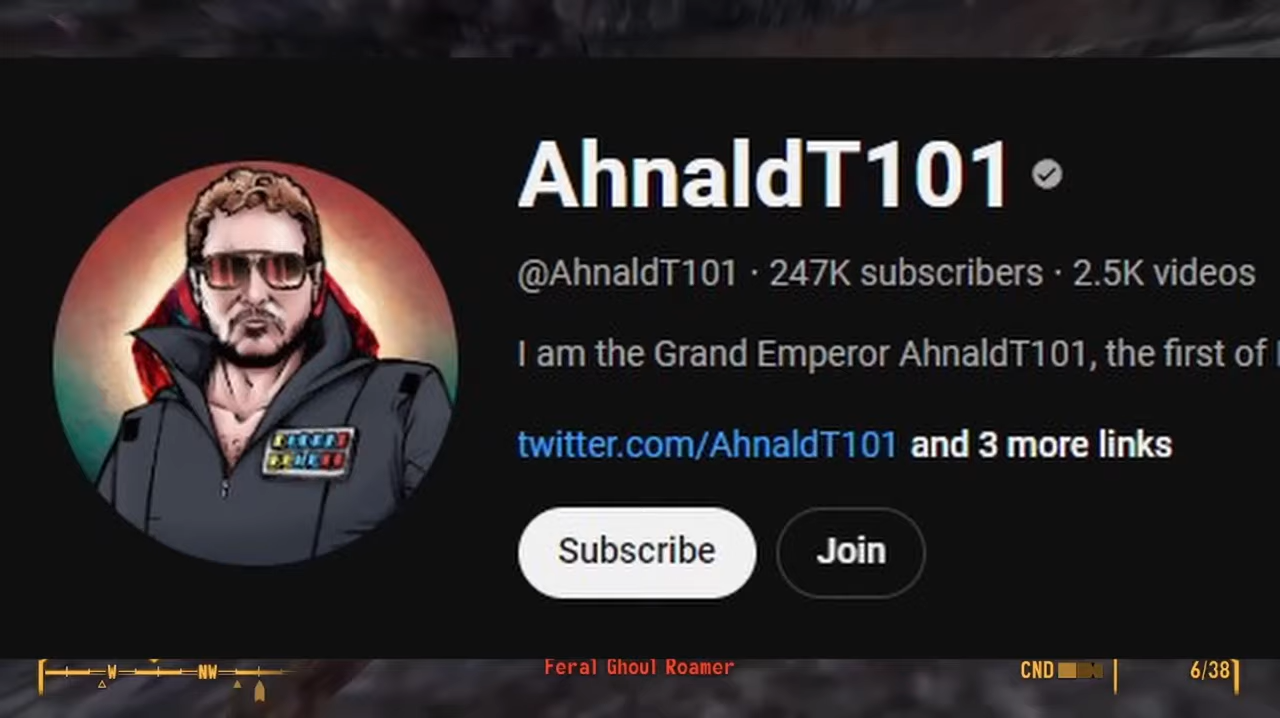 AhnaldT101
@AhnaldT101 · 247K subscribers · 2.5K videos
I am the Grand Emperor AhnaldT101, the first of
twitter.com/AhnaldT101 and 3 more links
Subscribe Join
W NW Feral Ghoul Roamer CND 6/38